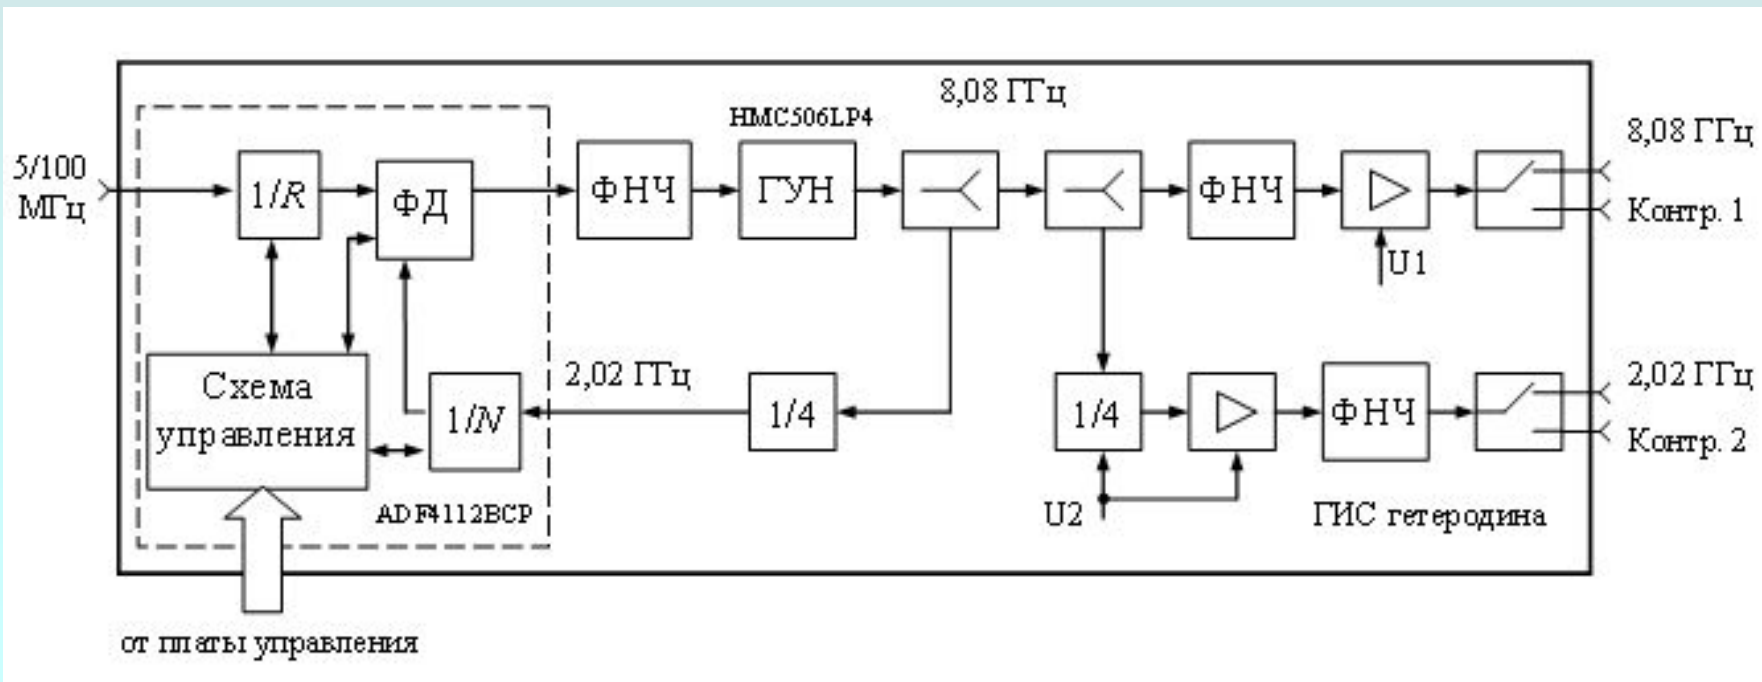 8,08 ГГц
HMC506LP4
8,08 ГГц
5/100
МГц
1/R
ФД
ФНЧ
ГУН
ФНЧ
Контр. 1
U1
2,02 ГГц
2,02 ГГц
Схема
управления
1/N
1/4
1/4
ФНЧ
Контр. 2
ADF4112BCP
U2
ГИС гетеродина
от платы управления